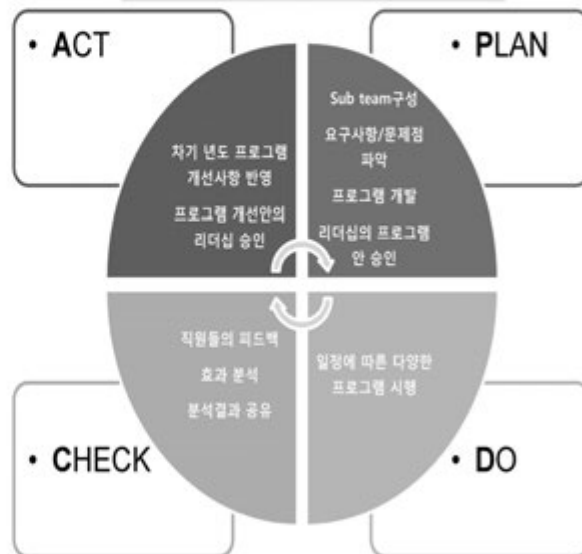 • ACT
차기 년도 프로그램
개선사항 반영
프로그램 개선안의
리더십 승인
• PLAN
Sub team구성
요구사항/문제점
파악
프로그램 개발
리더십의 프로그램
안 승인
직원들의 피드백
효과 분석
분석결과 공유
• CHECK
일정에 따른 다양한
프로그램 시행
• DO